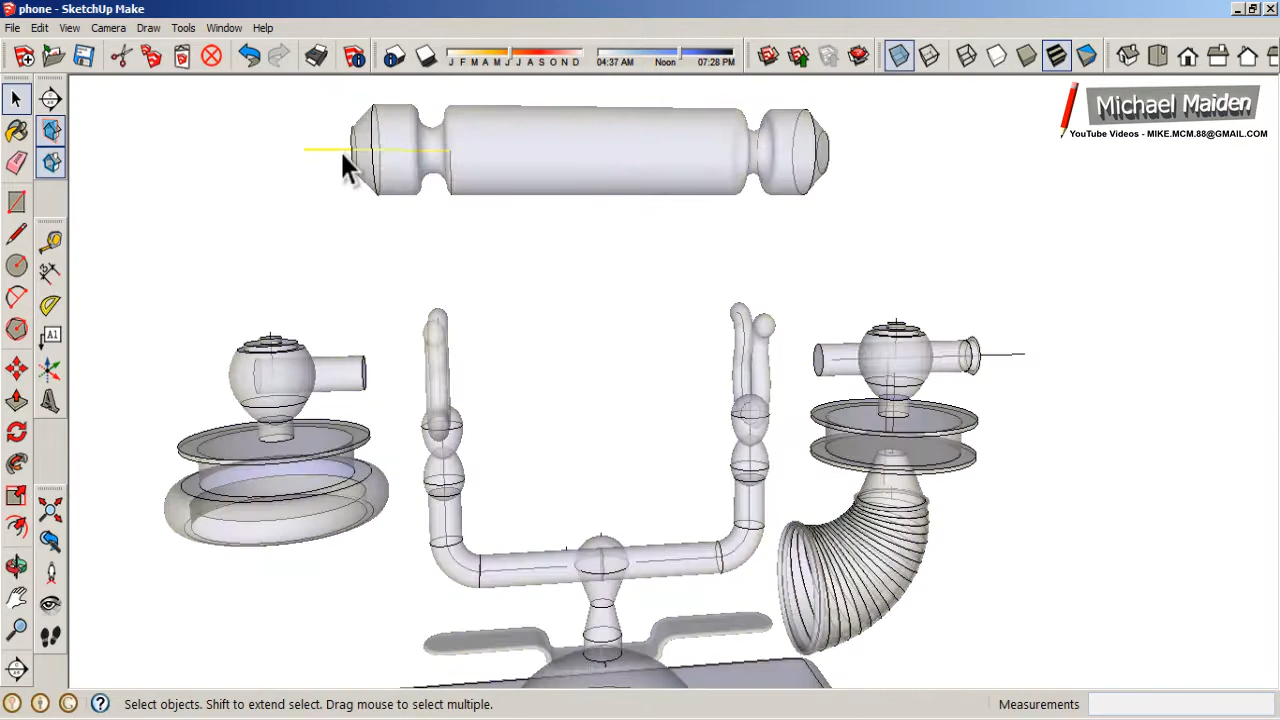 phone - SketchUp Make
File Edit View Camera Draw Tools Window Help
J F M A M J J A S O N D
04:37 AM Noon 07:28 PM
Michael Maiden
YouTube Videos - MIKE.MCM.88@GMAIL.COM
A1
Select objects. Shift to extend select. Drag mouse to select multiple.
Measurements